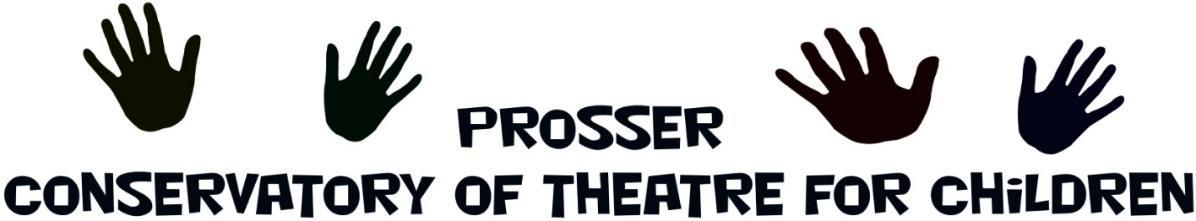 PROSSER
CONSERVATORY OF THEATRE FOR CHiLDREN